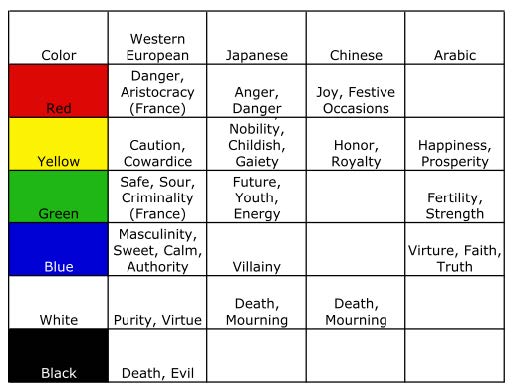 Color
Western
European
Japanese
Chinese
Arabic
Red
Danger,
Aristocracy
(France)
Anger,
Danger
Joy, Festive
Occasions
Yellow
Caution,
Cowardice
Nobility,
Childish,
Gaiety
Honor,
Royalty
Happiness,
Prosperity
Green
Safe, Sour,
Criminality
(France)
Future,
Youth,
Energy
Fertility,
Strength
Blue
Masculinity,
Sweet, Calm,
Authority
Villainy
Virture, Faith,
Truth
White
Purity, Virtue
Death,
Mourning
Death,
Mourning
Black
Death, Evil